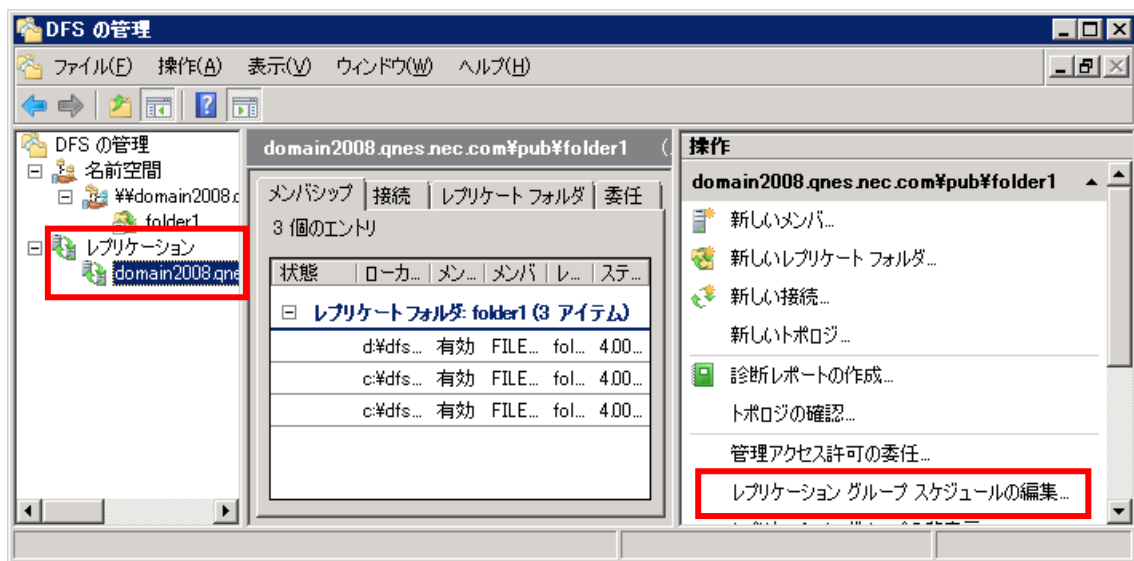 DFS の管理
ファイル(F) 操作(A) 表示(V) ウィンドウ(W) ヘルプ(H)
DFS の管理
名前空間
¥¥domain2008.c
folder1
レプリケーション
domain2008.qne
domain2008.qnes.nec.com¥pub¥folder1 (
メンバシップ 接続 レプリケート フォルダ 委任
3 個のエントリ
状態 ローカ... メン... メンバ レ... ステ...
レプリケート フォルダ: folder1 (3 アイテム)
d:¥dfs... 有効 FILE... fol... 4.00...
c:¥dfs... 有効 FILE... fol... 4.00...
c:¥dfs... 有効 FILE... fol... 4.00...
操作
domain2008.qnes.nec.com¥pub¥folder1
新しいメンバ...
新しいレプリケート フォルダ...
新しい接続...
新しいトポロジ...
診断レポートの作成...
トポロジの確認...
管理アクセス許可の委任...
レプリケーション グループ スケジュールの編集...